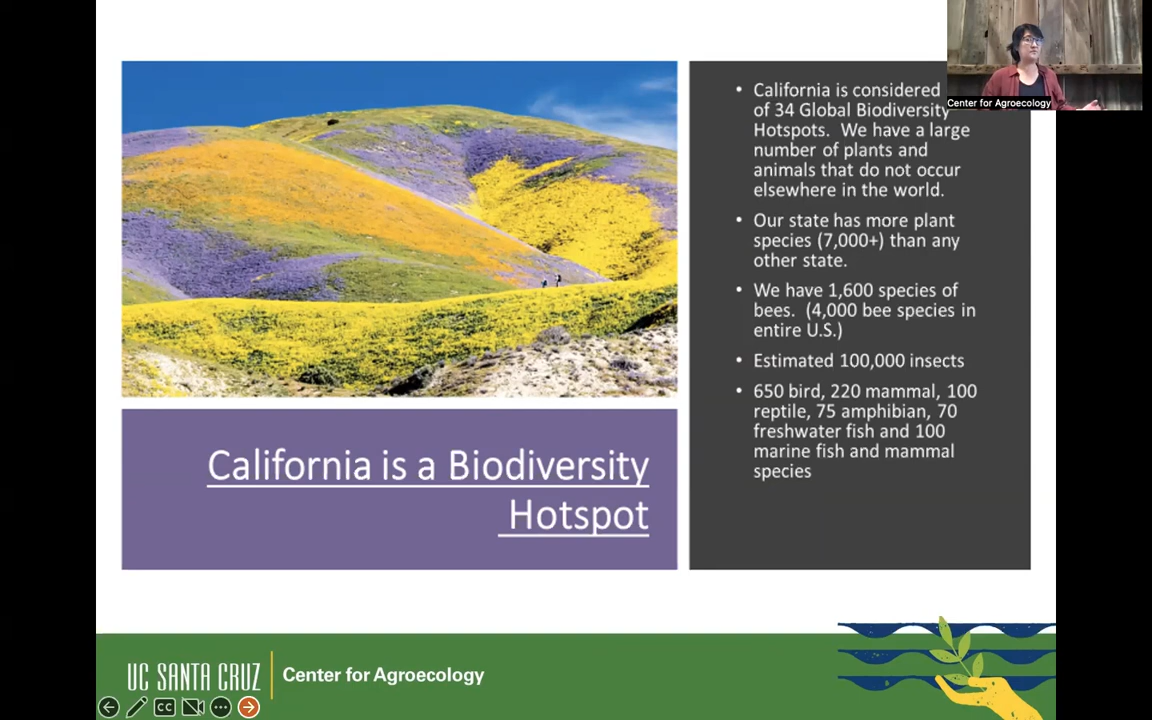 Center for Agroecology
• California is considered
of 34 Global Biodiversity
Hotspots. We have a large
number of plants and
animals that do not occur
elsewhere in the world.
• Our state has more plant
species (7,000+) than any
other state.
• We have 1,600 species of
bees. (4,000 bee species in
entire U.S.)
• Estimated 100,000 insects
• 650 bird, 220 mammal, 100
reptile, 75 amphibian, 70
freshwater fish and 100
marine fish and mammal
species
California is a Biodiversity
Hotspot
UC SANTA CRUZ
Center for Agroecology
CC